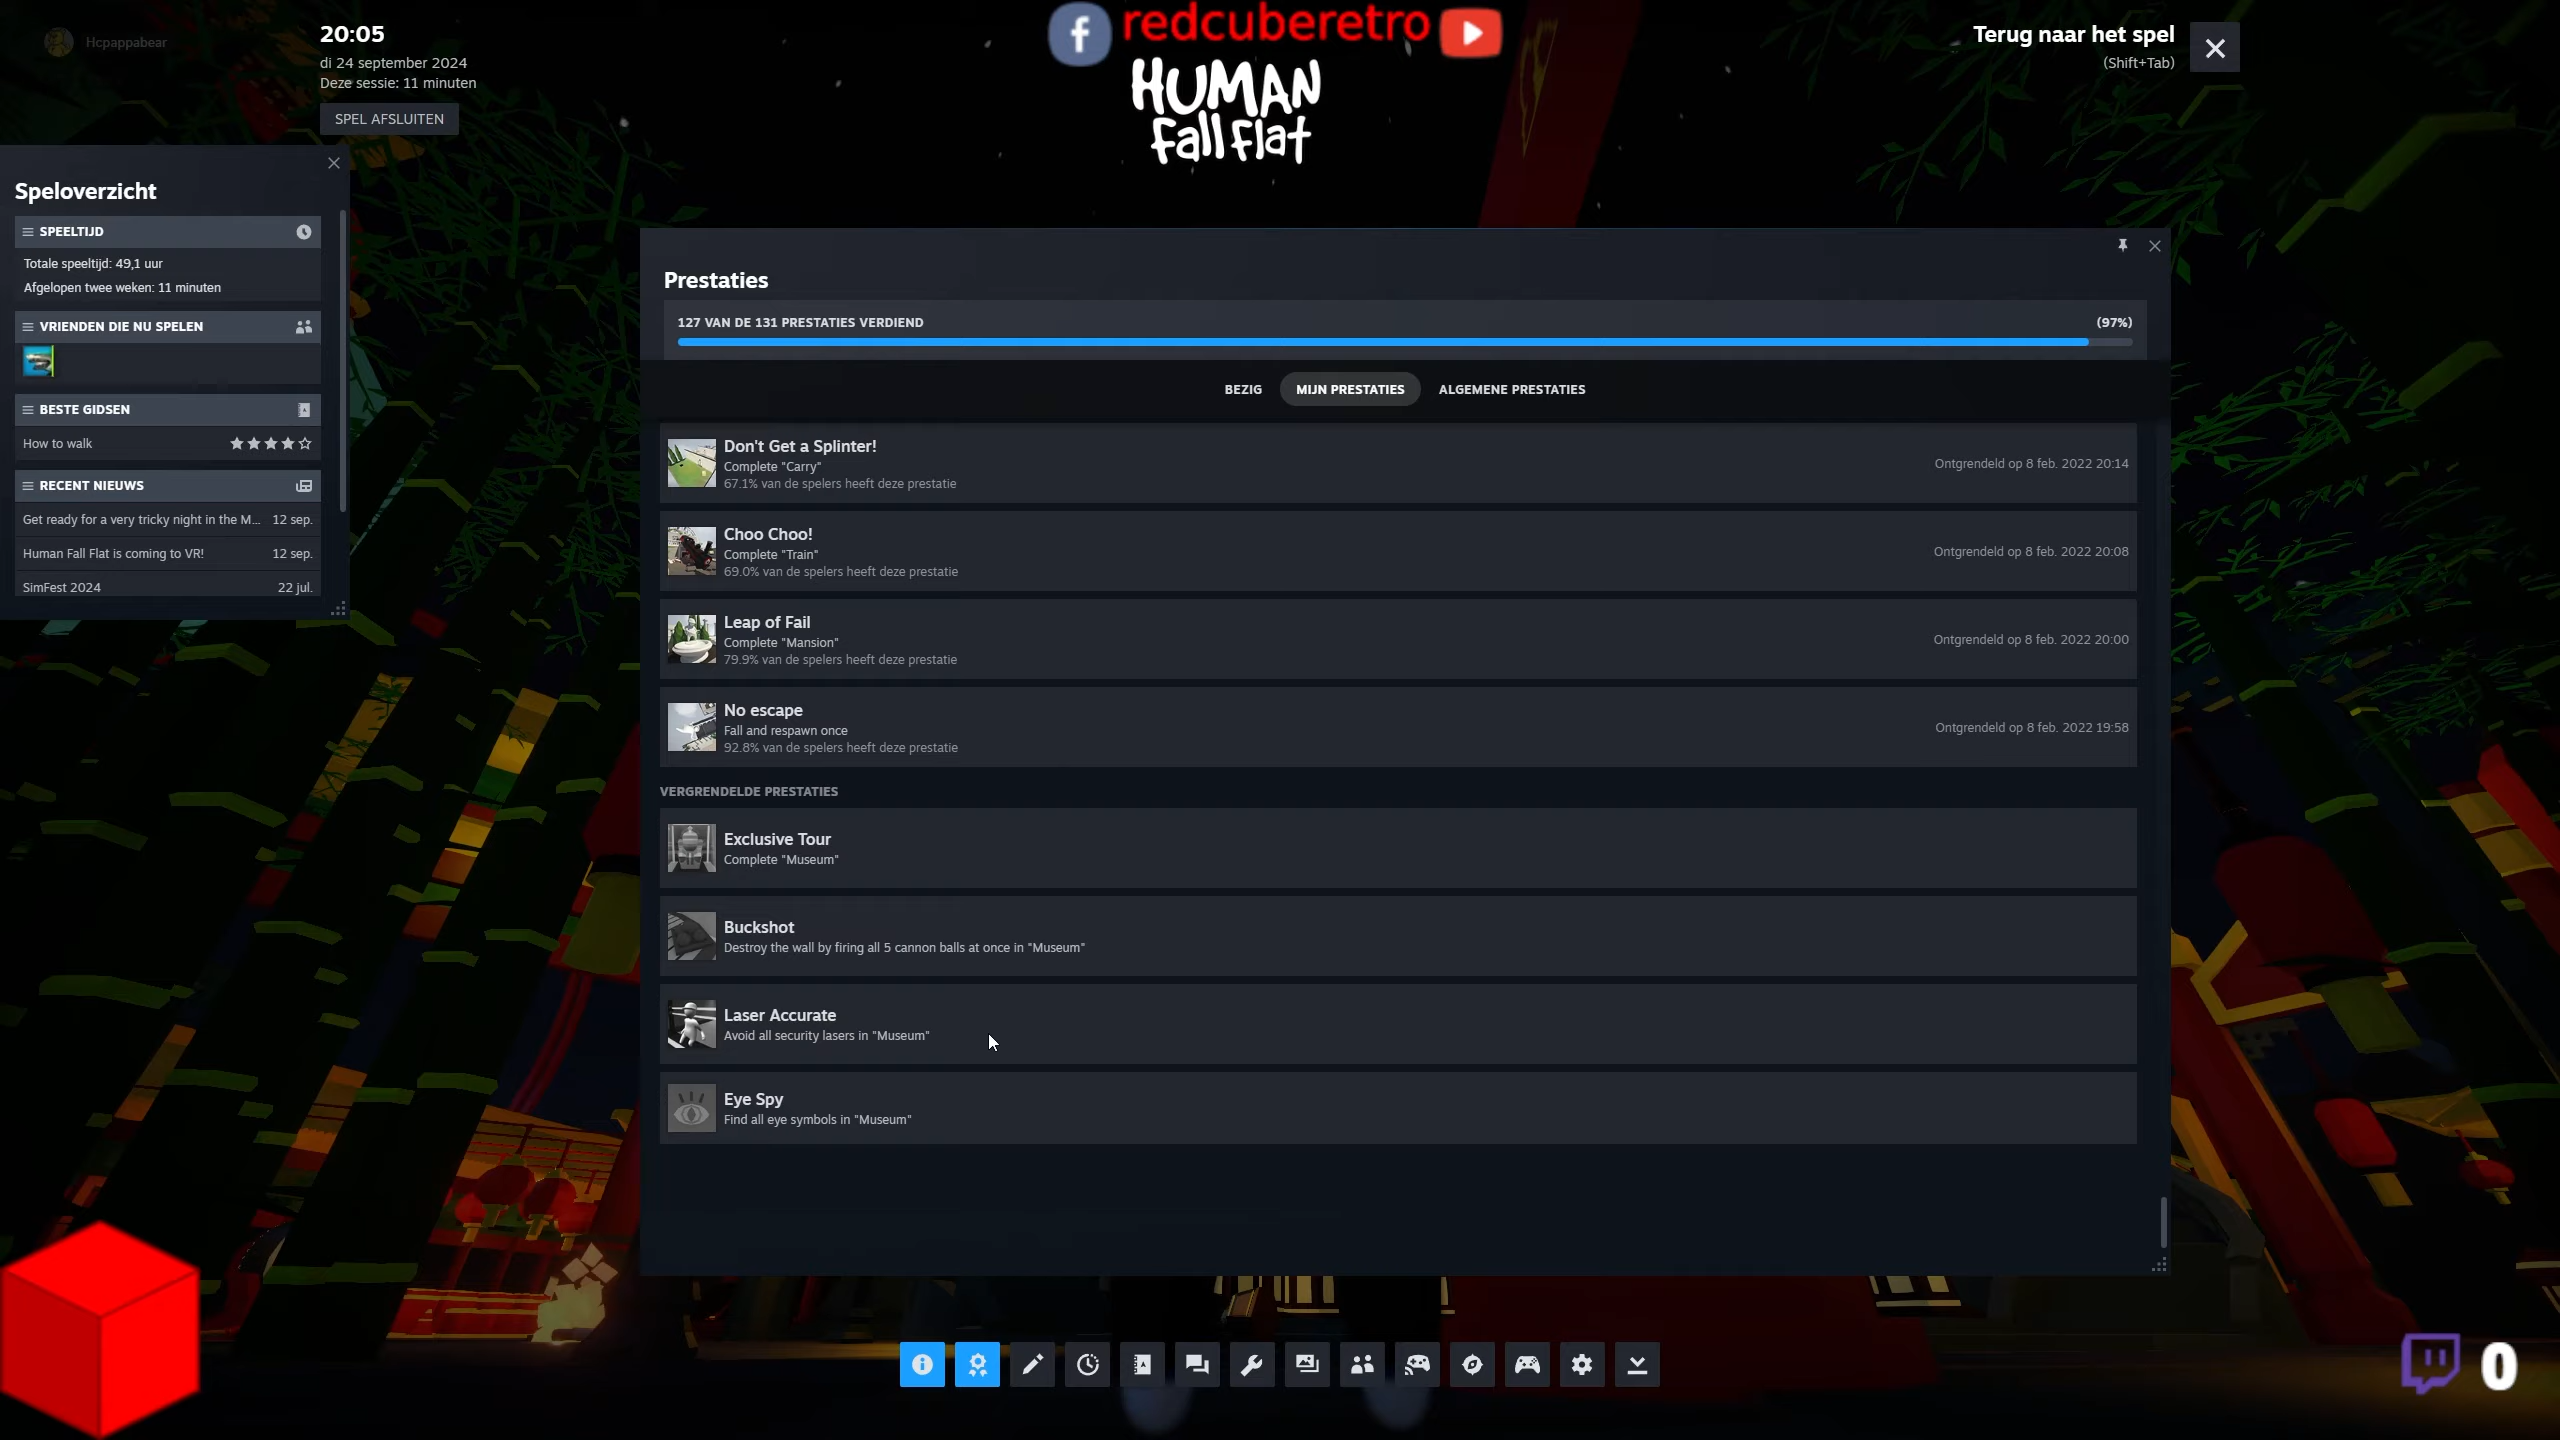 Hcpappabear
20:05
di 24 september 2024
Deze sessie: 11 minuten
SPEL AFSLUITEN
redcuberetro
HUMAN
fall flat
Terug naar het spel
(Shift+Tab)
Speloverzicht
SPEELTIJD
Totale speeltijd: 49,1 uur
Afgelopen twee weken: 11 minuten
VRIENDEN DIE NU SPELEN
BESTE GIDSEN
How to walk
RECENT NIEUWS
Get ready for a very tricky night in the M... 12 sep.
Human Fall Flat is coming to VR! 12 sep.
SimFest 2024 22 jul.
Prestaties
127 VAN DE 131 PRESTATIES VERDIEND (97%)
BEZIG MIJN PRESTATIES ALGEMENE PRESTATIES
Don't Get a Splinter!
Complete "Carry"
67.1% van de spelers heeft deze prestatie
Ontgrendeld op 8 feb. 2022 20:14
Choo Choo!
Complete "Train"
69.0% van de spelers heeft deze prestatie
Ontgrendeld op 8 feb. 2022 20:08
Leap of Fail
Complete "Mansion"
79.9% van de spelers heeft deze prestatie
Ontgrendeld op 8 feb. 2022 20:00
No escape
Fall and respawn once
92.8% van de spelers heeft deze prestatie
Ontgrendeld op 8 feb. 2022 19:58
VERGRENDELDE PRESTATIES
Exclusive Tour
Complete "Museum"
Buckshot
Destroy the wall by firing all 5 cannon balls at once in "Museum"
Laser Accurate
Avoid all security lasers in "Museum"
Eye Spy
Find all eye symbols in "Museum"
0